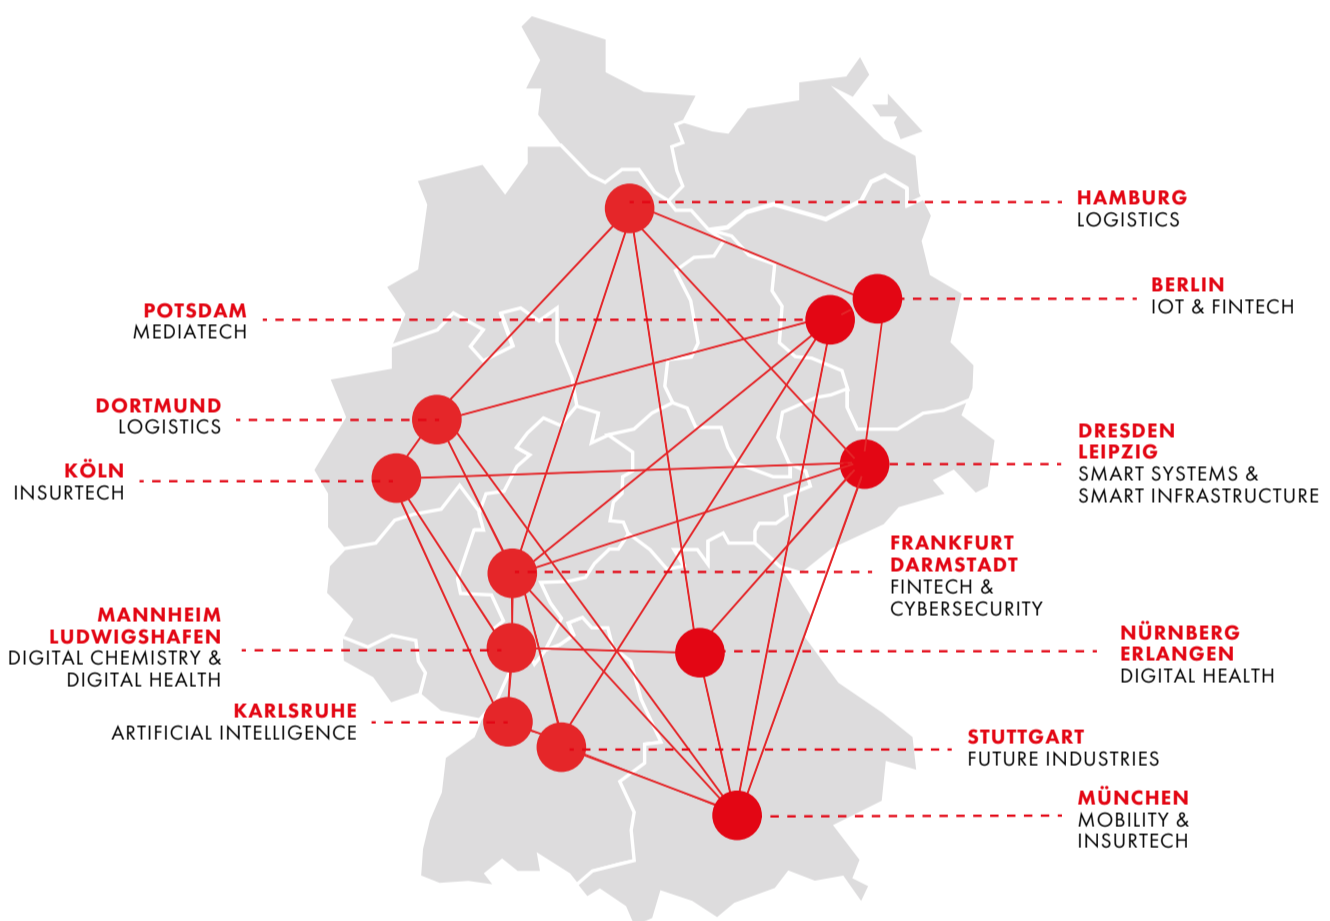 HAMBURG
LOGISTICS
BERLIN
IOT & FINTECH
POTSDAM
MEDIATECH
DORTMUND
LOGISTICS
KÖLN
INSURTECH
DRESDEN
LEIPZIG
SMART SYSTEMS &
SMART INFRASTRUCTURE
FRANKFURT
DARMSTADT
FINTECH &
CYBERSECURITY
MANNHEIM
LUDWIGSHAFEN
DIGITAL CHEMISTRY &
DIGITAL HEALTH
NÜRNBERG
ERLANGEN
DIGITAL HEALTH
KARLSRUHE
ARTIFICIAL INTELLIGENCE
STUTTGART
FUTURE INDUSTRIES
MÜNCHEN
MOBILITY &
INSURTECH